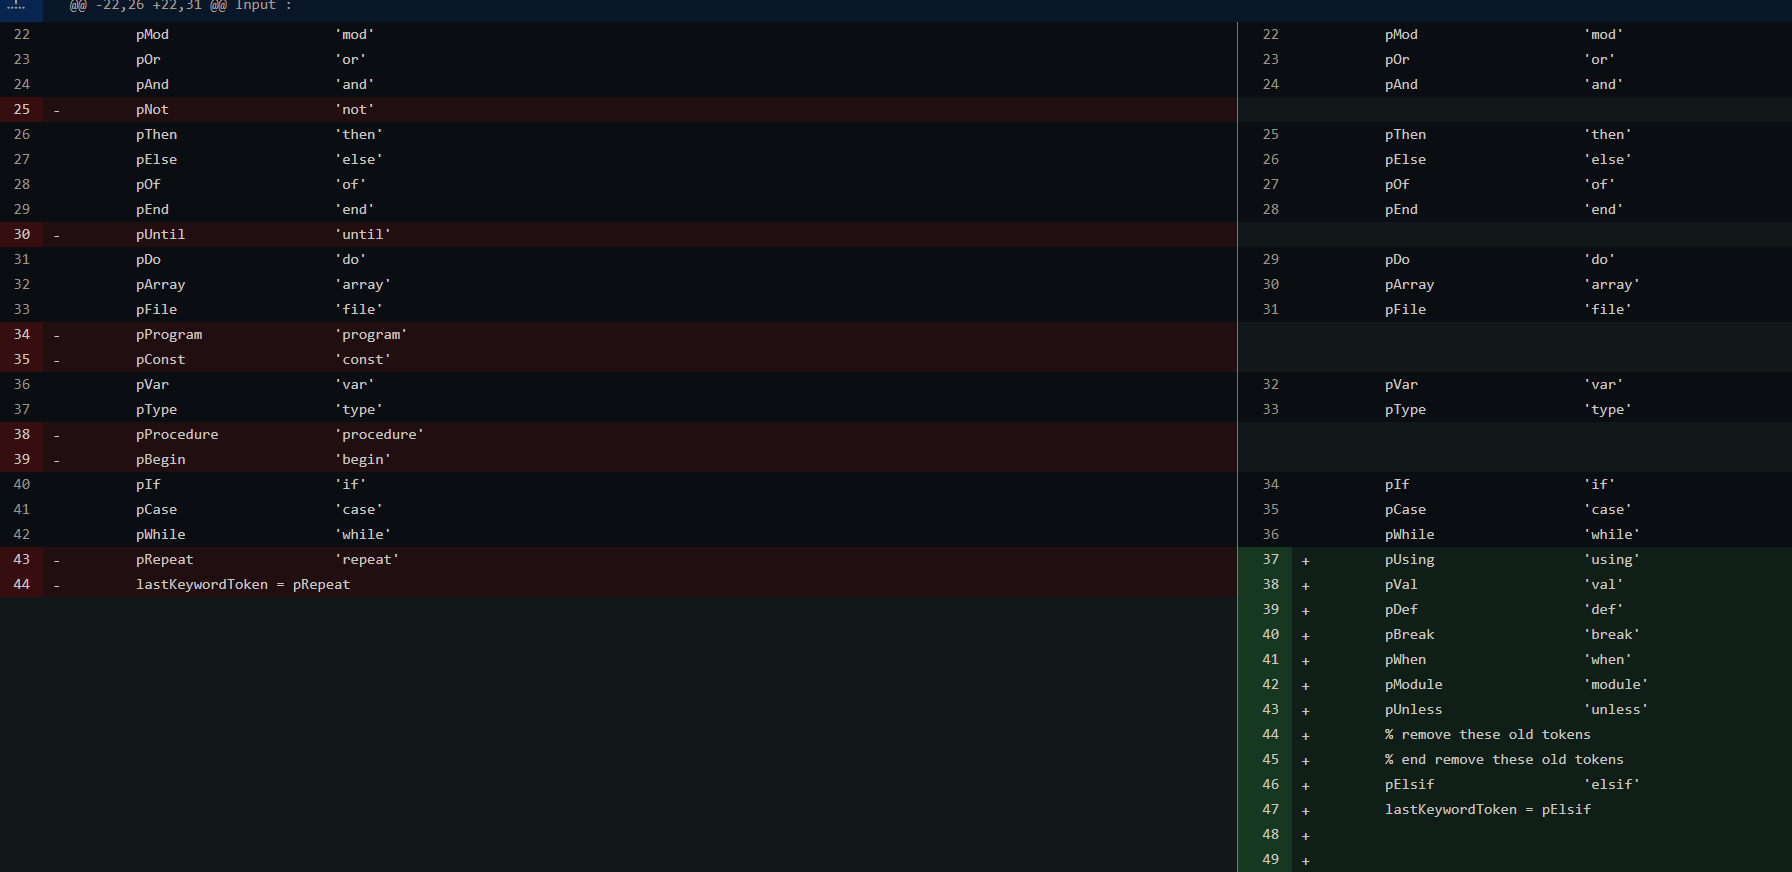 @@ -22,26 +22,31 @@ Input :
22 pMod 'mod' 22 pMod 'mod'
23 pOr 'or' 23 pOr 'or'
24 pAnd 'and' 24 pAnd 'and'
25 - pNot 'not'
26 pThen 'then' 25 pThen 'then'
27 pElse 'else' 26 pElse 'else'
28 pOf 'of' 27 pOf 'of'
29 pEnd 'end' 28 pEnd 'end'
30 - pUntil 'until'
31 pDo 'do' 29 pDo 'do'
32 pArray 'array' 30 pArray 'array'
33 pFile 'file' 31 pFile 'file'
34 - pProgram 'program'
35 - pConst 'const'
36 pVar 'var' 32 pVar 'var'
37 pType 'type' 33 pType 'type'
38 - pProcedure 'procedure'
39 - pBegin 'begin'
40 pIf 'if' 34 pIf 'if'
41 pCase 'case' 35 pCase 'case'
42 pWhile 'while' 36 pWhile 'while'
43 - pRepeat 'repeat' 37 + pUsing 'using'
44 - lastKeywordToken = pRepeat 38 + pVal 'val'
39 + pDef 'def'
40 + pBreak 'break'
41 + pWhen 'when'
42 + pModule 'module'
43 + pUnless 'unless'
44 + % remove these old tokens
45 + % end remove these old tokens
46 + pElsif 'elsif'
47 + lastKeywordToken = pElsif
48 +
49 +